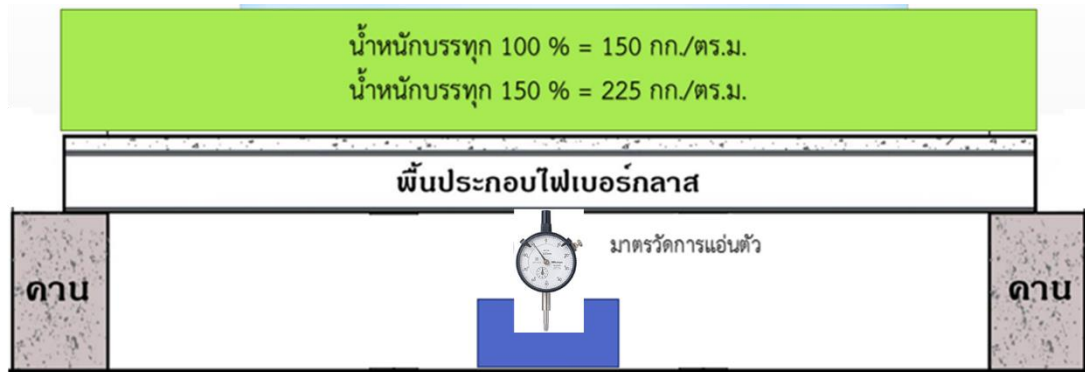 น้ำหนักบรรทุก 100 % = 150 กก./ตร.ม.
น้ำหนักบรรทุก 150 % = 225 กก./ตร.ม.
พื้นประกอบไฟเบอร์กลาส
มาตรวัดการแอ่นตัว
คาน
คาน